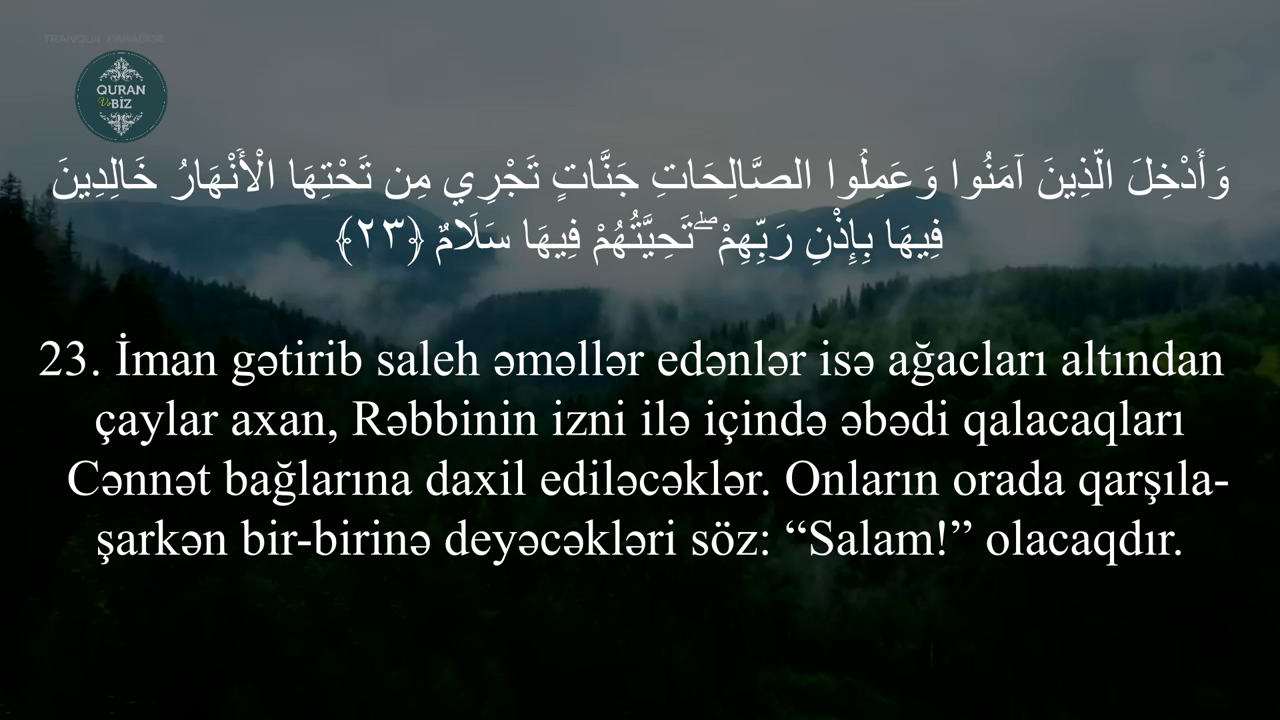 TRANQUIL PARADISE
QURAN
Və BİZ
وَأُدْخِلَ الَّذِينَ آمَنُوا وَعَمِلُوا الصَّالِحَاتِ جَنَّاتٍ تَجْرِي مِن تَحْتِهَا الْأَنْهَارُ خَالِدِينَ
فِيهَا بِإِذْنِ رَبِّهِمْ ۖ تَحِيَّتُهُمْ فِيهَا سَلَامٌ ﴿٢٣﴾
23. İman gətirib saleh əməllər edənlər isə ağacları altından
çaylar axan, Rəbbinin izni ilə içində əbədi qalacaqları
Cənnət bağlarına daxil ediləcəklər. Onların orada qarşıla-
şarkən bir-birinə deyəcəkləri söz: “Salam!” olacaqdır.